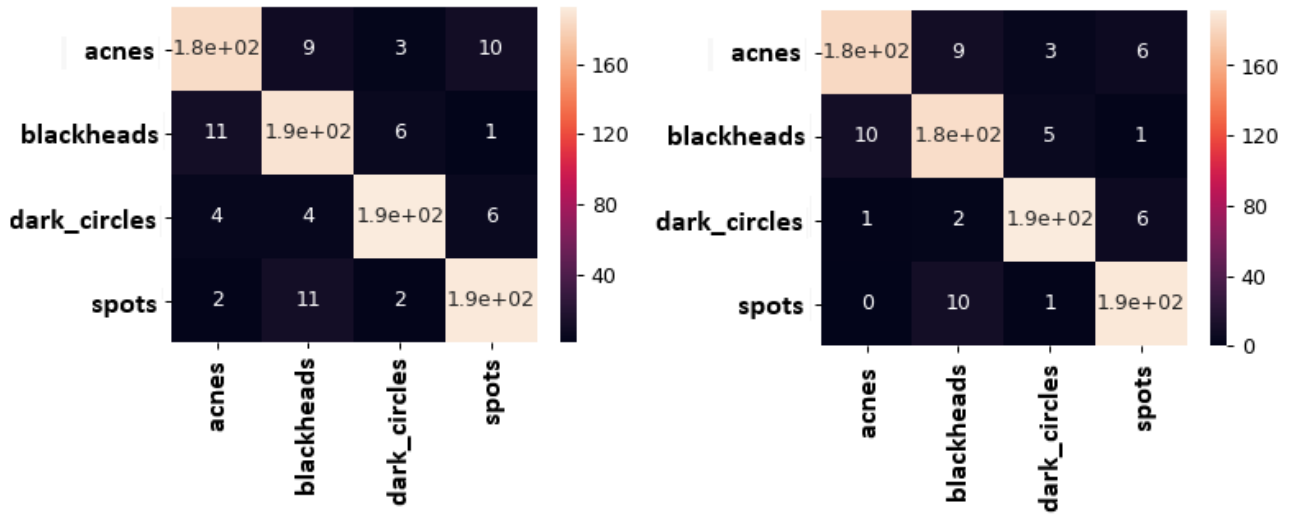 acnes 1.8e+02 9 3 10 160
blackheads 11 1.9e+02 6 1 120
dark_circles 4 4 1.9e+02 6 80
spots 2 11 2 1.9e+02 40
acnes blackheads dark_circles spots
acnes 1.8e+02 9 3 6 160
blackheads 10 1.8e+02 5 1 120
dark_circles 1 2 1.9e+02 6 80
spots 0 10 1 1.9e+02 40
0
acnes blackheads dark_circles spots